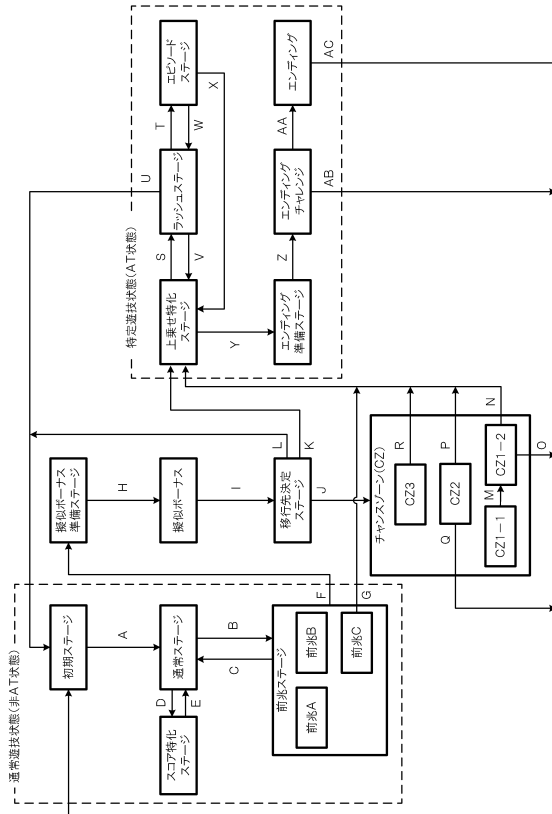 通常遊技状態(非AT状態)
初期ステージ
A
通常ステージ
D
E
スコア特化
ステージ
B
C
前兆ステージ
前兆A
前兆B
前兆C
F
G
擬似ボーナス
準備ステージ
H
擬似ボーナス
I
移行先決定
ステージ
L
K
J
チャンスゾーン(CZ)
CZ3
CZ2
CZ1-1
CZ1-2
M
R
P
Q
N
O
特定遊技状態(AT状態)
上乗せ特化
ステージ
S
V
ラッシュステージ
U
T
W
エピソード
ステージ
X
Y
エンディング
準備ステージ
Z
エンディング
チャレンジ
AA
エンディング
AB
AC